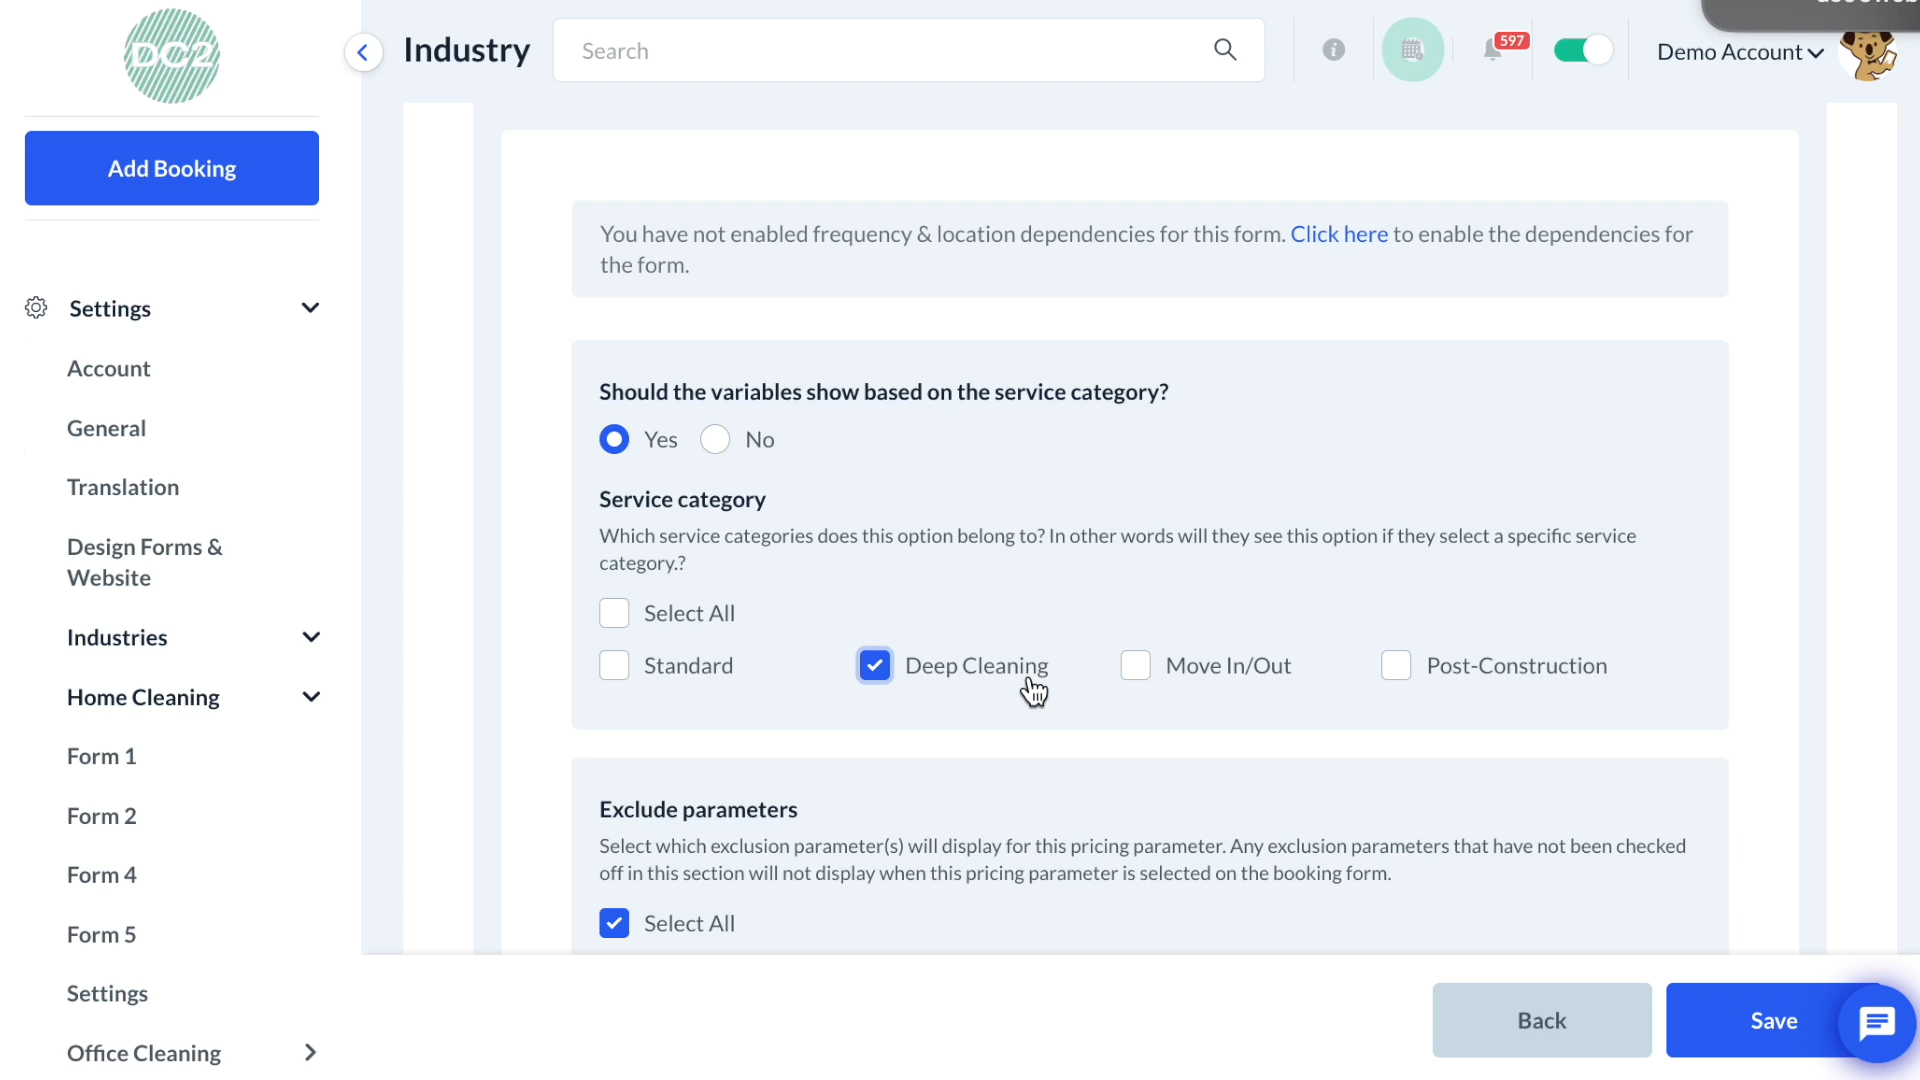 DC2
Industry
Search
597
Demo Account
Add Booking
Settings
Account
General
Translation
Design Forms &
Website
Industries
Home Cleaning
Form 1
Form 2
Form 4
Form 5
Settings
Office Cleaning
You have not enabled frequency & location dependencies for this form. Click here to enable the dependencies for
the form.
Should the variables show based on the service category?
Yes No
Service category
Which service categories does this option belong to? In other words will they see this option if they select a specific service
category.?
Select All
Standard Deep Cleaning Move In/Out Post-Construction
Exclude parameters
Select which exclusion parameter(s) will display for this pricing parameter. Any exclusion parameters that have not been checked
off in this section will not display when this pricing parameter is selected on the booking form.
Select All
Back Save